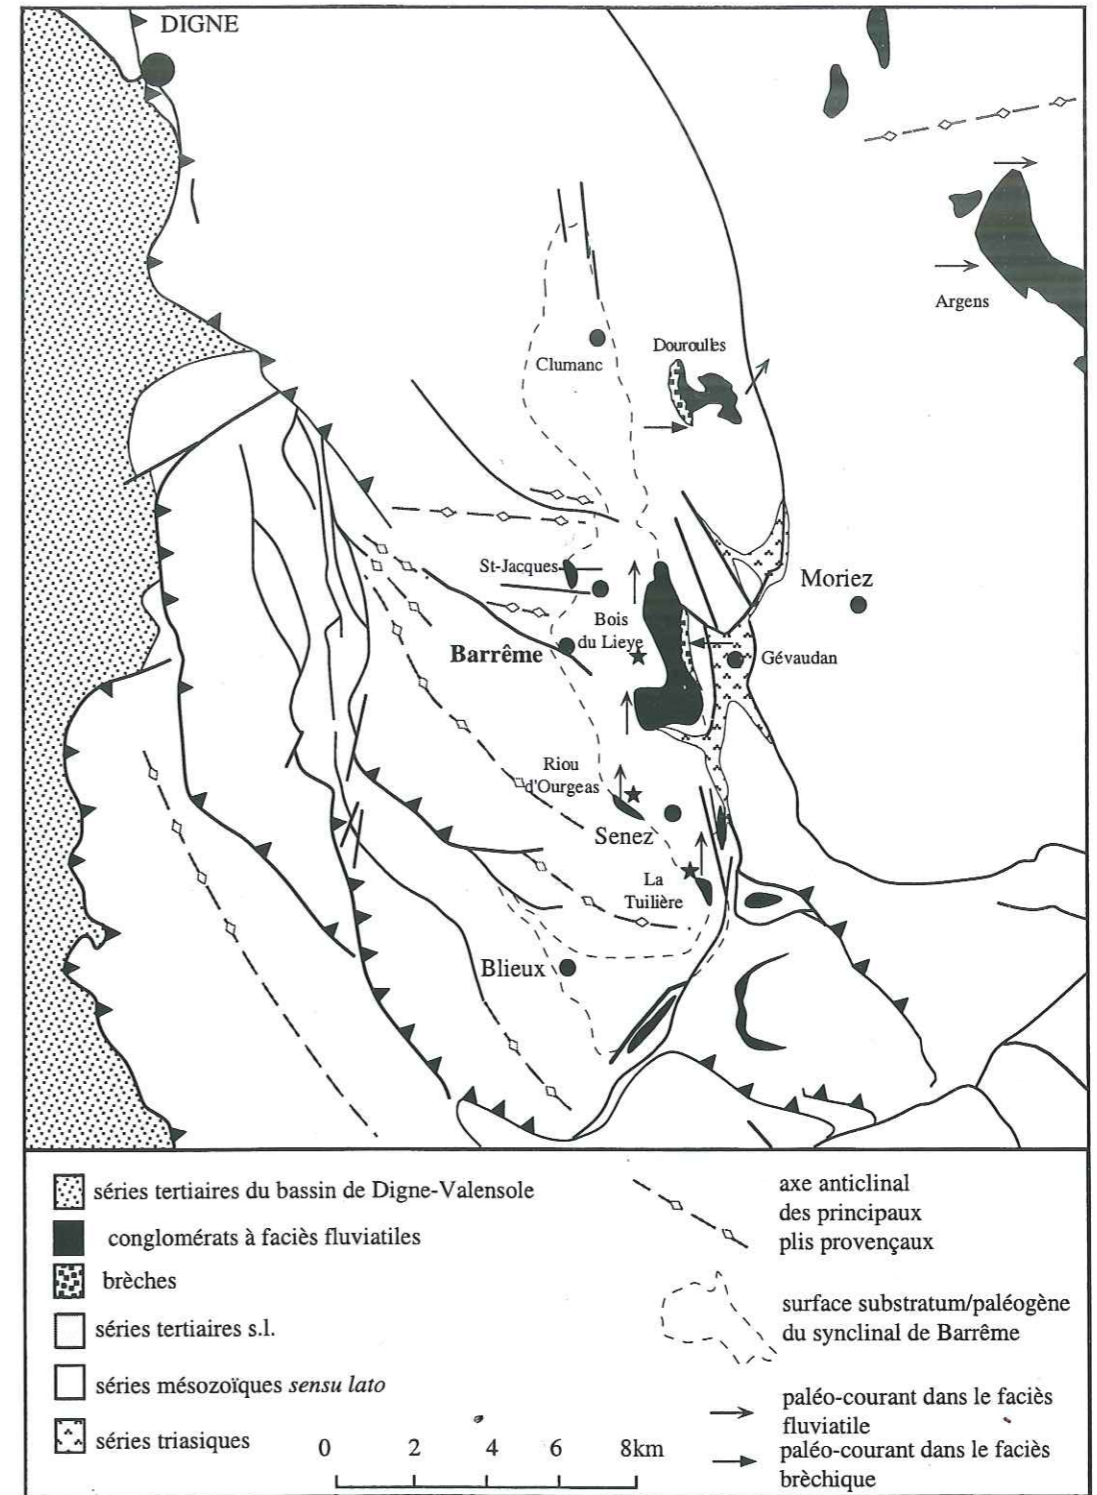 DIGNE
Argens
Douroulles
Clumanc
St-Jacques
Moriez
Bois
du Lieye
Barrême
Gévaudan
Riou
d'Ourgeas
Senez
La
Tuilière
Blieux
séries tertiaires du bassin de Digne-Valensole
conglomérats à faciès fluviatiles
brèches
séries tertiaires s.l.
séries mésozoïques sensu lato
séries triasiques
0 2 4 6 8km
axe anticlinal
des principaux
plis provençaux
surface substratum/paléogène
du synclinal de Barrême
paléo-courant dans le faciès
fluviatile
paléo-courant dans le faciès
brèchique